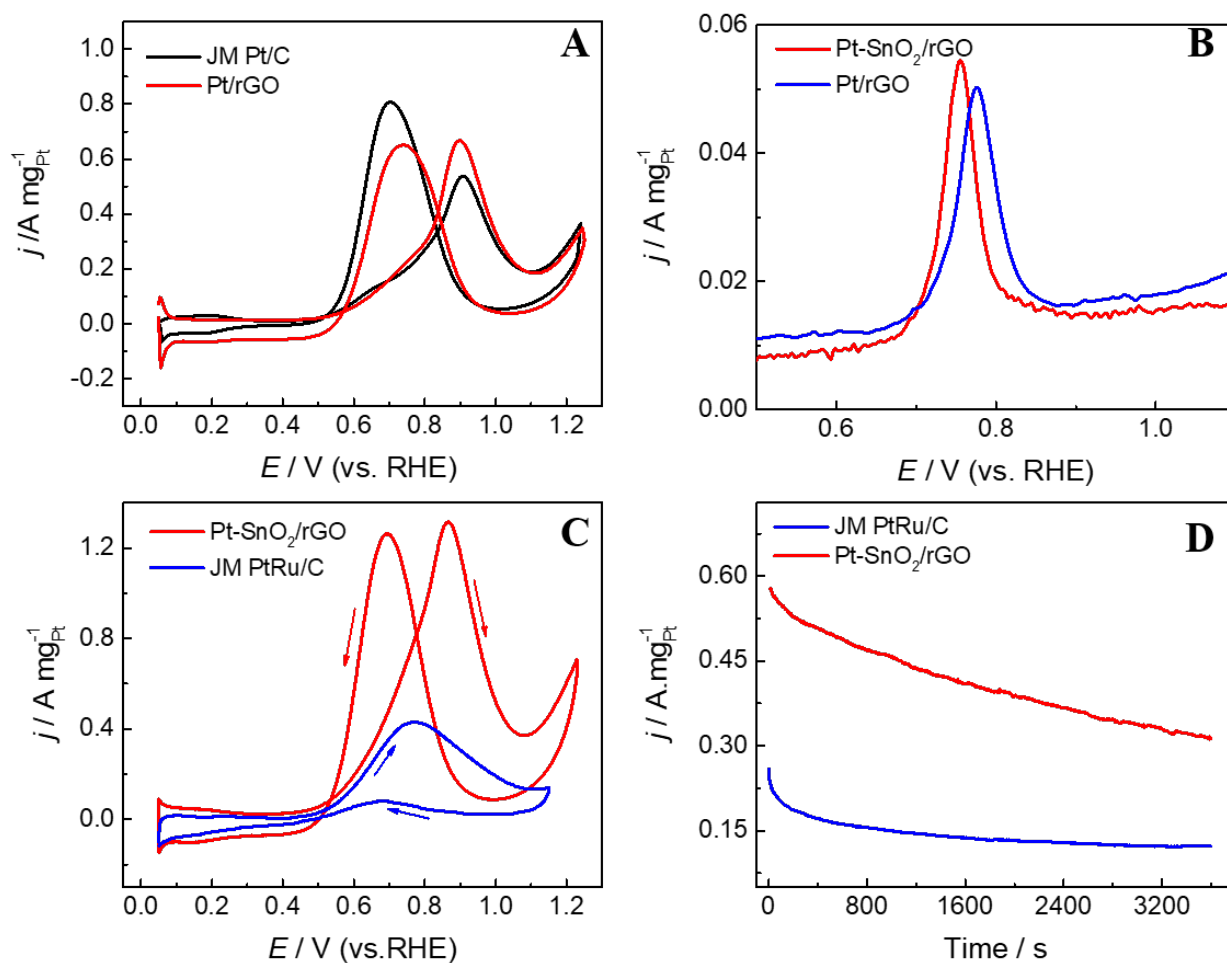 A
JM Pt/C
Pt/rGO
1.0
0.8
0.6
0.4
0.2
0.0
-0.2
j /A mg⁻¹Pt
0.0 0.2 0.4 0.6 0.8 1.0 1.2
E / V (vs. RHE)
B
Pt-SnO₂/rGO
Pt/rGO
0.06
0.04
0.02
0.00
j / A mg⁻¹Pt
0.6 0.8 1.0
E / V (vs. RHE)
C
Pt-SnO₂/rGO
JM PtRu/C
1.2
0.8
0.4
0.0
j / A mg⁻¹Pt
0.0 0.2 0.4 0.6 0.8 1.0 1.2
E / V (vs.RHE)
D
JM PtRu/C
Pt-SnO₂/rGO
0.60
0.45
0.30
0.15
j / A.mg⁻¹Pt
0 800 1600 2400 3200
Time / s